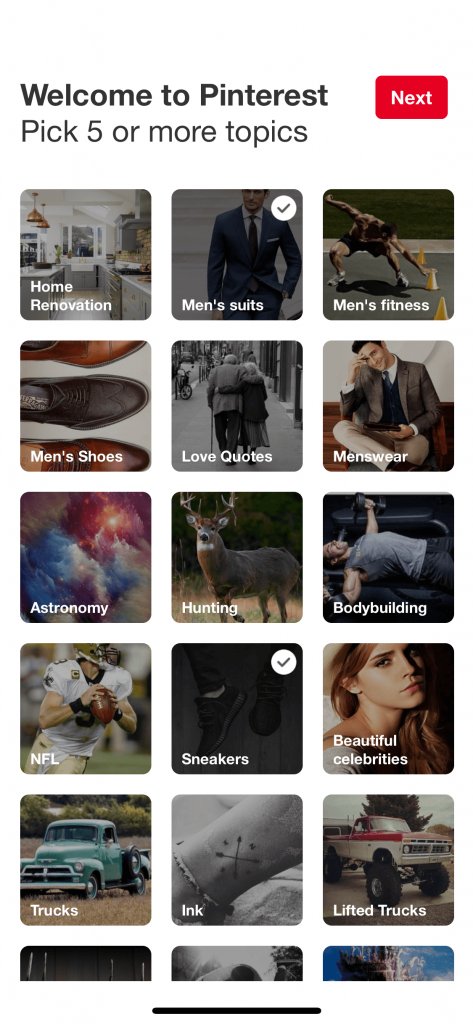 Welcome to Pinterest
Next
Pick 5 or more topics
Home
Renovation
Men's suits
Men's fitness
Men's Shoes
Love Quotes
Menswear
Astronomy
Hunting
Bodybuilding
NFL
Sneakers
Beautiful
celebrities
Trucks
Ink
Lifted Trucks